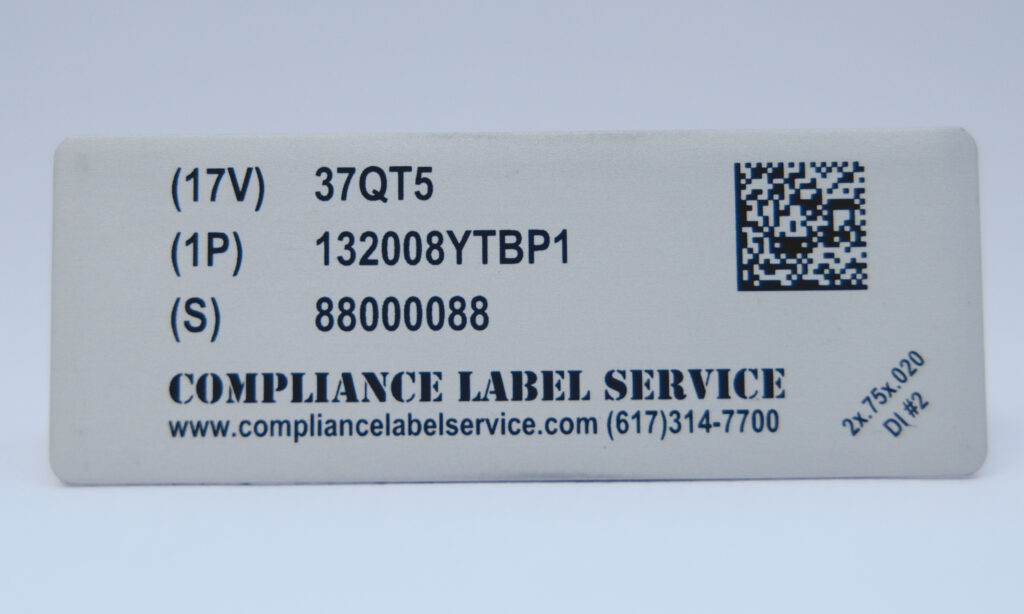 (17V) 37QT5
(1P) 132008YTBP1
(S) 88000088
COMPLIANCE LABEL SERVICE
www.compliancelabelservice.com (617)314-7700
2x.75x.020
DI #2